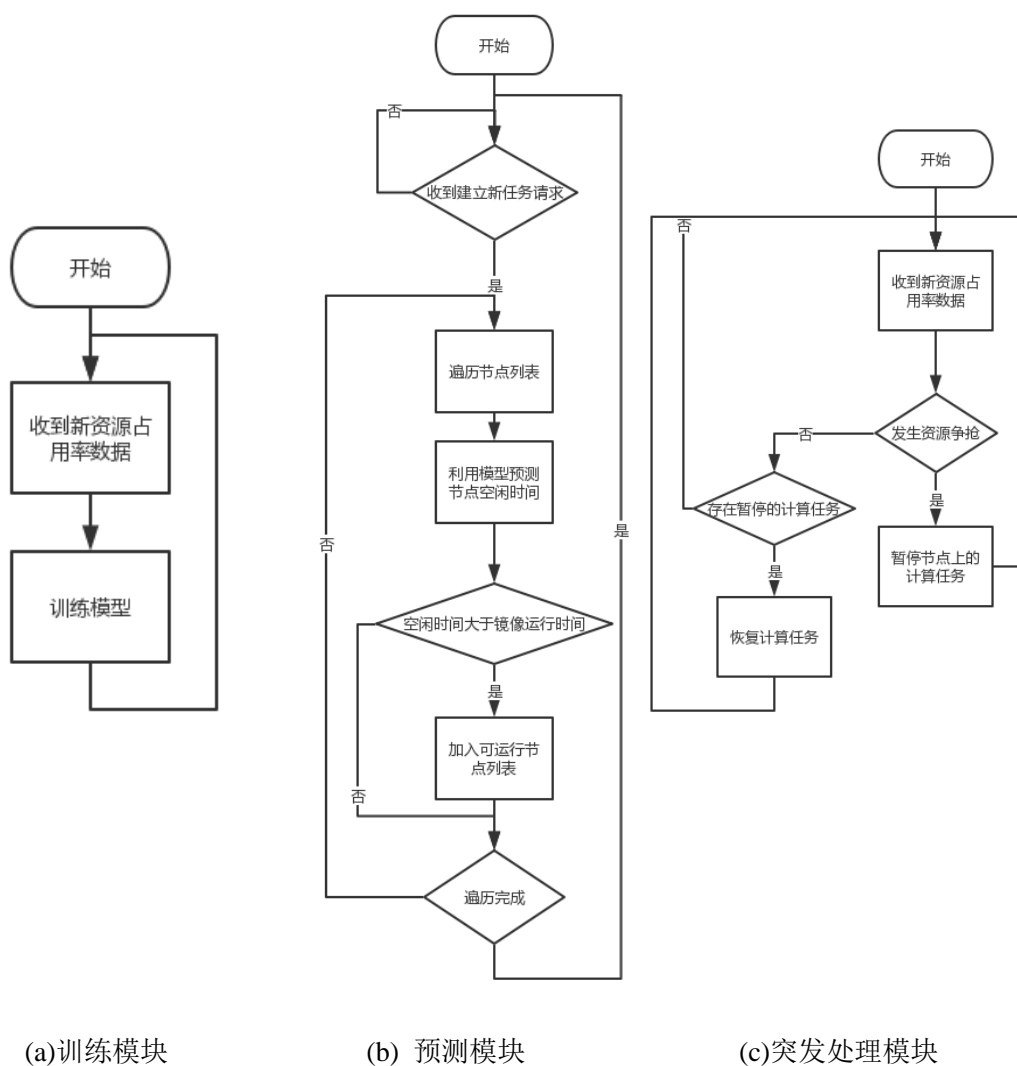 开始
收到新资源占
用率数据
训练模型
开始
否
收到建立新任务请求
是
遍历节点列表
利用模型预测
节点空闲时间
否
是
空闲时间大于镜像运行时间
是
加入可运行节
点列表
否
遍历完成
开始
否
收到新资源占
用率数据
发生资源争抢
否
存在暂停的计算任务
是
是
暂停节点上的
计算任务
恢复计算任务
(a)训练模块
(b) 预测模块
(c)突发处理模块